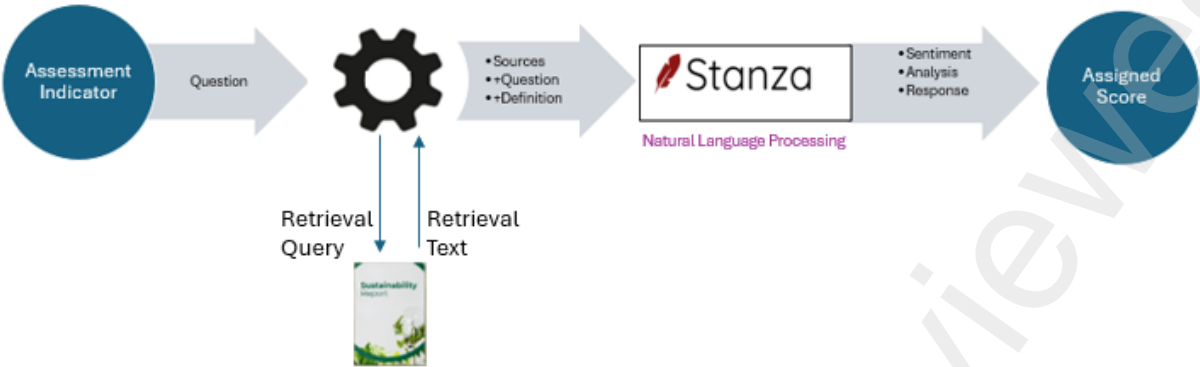 Assessment
Indicator
Question
•Sources
•+Question
•+Definition
Stanza
Natural Language Processing
•Sentiment
•Analysis
•Response
Assigned
Score
Retrieval
Query
Retrieval
Text
Sustainability
Report